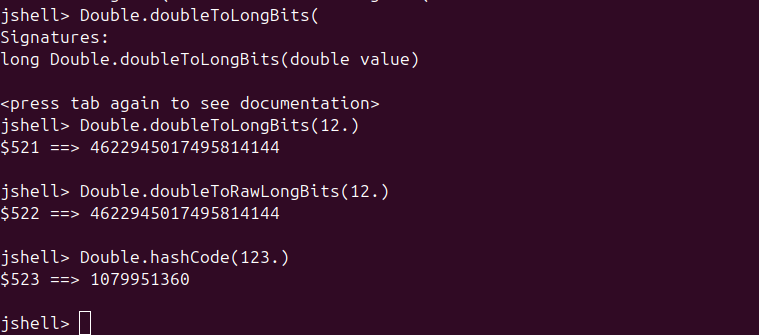 jshell> Double.doubleToLongBits(
Signatures:
long Double.doubleToLongBits(double value)
<press tab again to see documentation>
jshell> Double.doubleToLongBits(12.)
$521 ==> 4622945017495814144
jshell> Double.doubleToRawLongBits(12.)
$522 ==> 4622945017495814144
jshell> Double.hashCode(123.)
$523 ==> 1079951360
jshell>